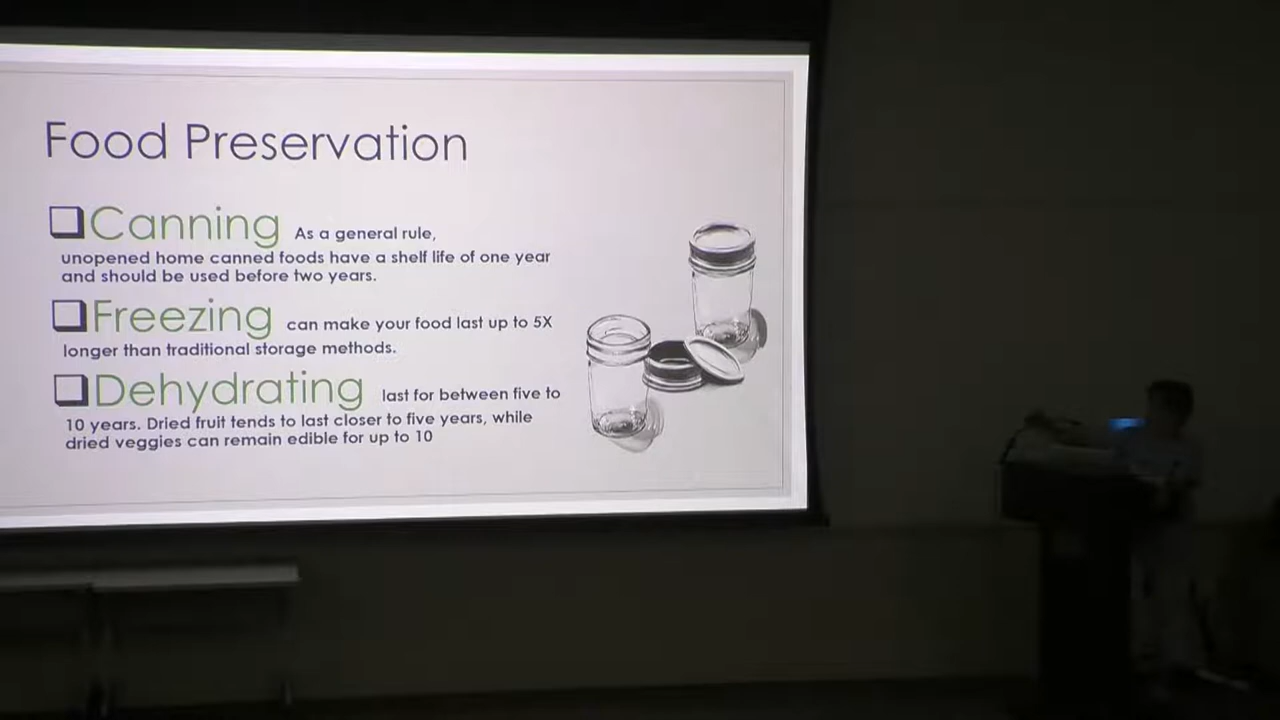 Food Preservation
Canning As a general rule,
unopened home canned foods have a shelf life of one year
and should be used before two years.
Freezing can make your food last up to 5X
longer than traditional storage methods.
Dehydrating last for between five to
10 years. Dried fruit tends to last closer to five years, while
dried veggies can remain edible for up to 10